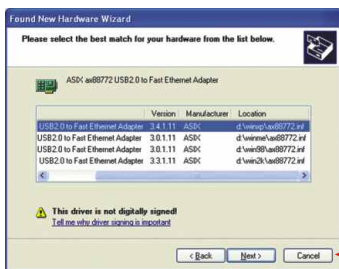 Found New Hardware Wizard
Please select the best match for your hardware from the list below.
ASIX ax88772 USB2.0 to Fast Ethernet Adapter
Version Manufacturer Location
USB2.0 to Fast Ethernet Adapter 3.4.1.11 ASIX d:\winxp\ax88772.inf
USB2.0 to Fast Ethernet Adapter 3.0.1.11 ASIX d:\winme\ax88772.inf
USB2.0 to Fast Ethernet Adapter 3.0.1.11 ASIX d:\win98\ax88772.inf
USB2.0 to Fast Ethernet Adapter 3.3.1.11 ASIX d:\win2k\ax88772.inf
This driver is not digitally signed!
Tell me why driver signing is important
< Back Next > Cancel